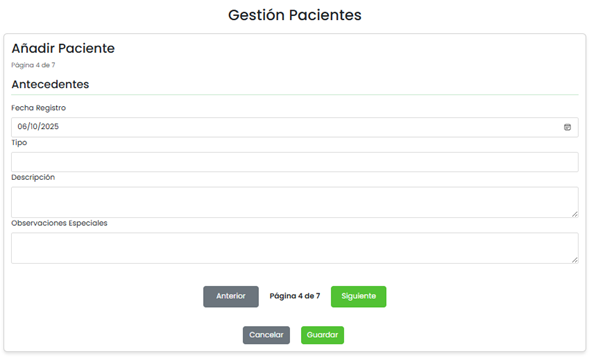 Gestión Pacientes
Añadir Paciente
Página 4 de 7
Antecedentes
Fecha Registro
06/10/2025
Tipo
Descripción
Observaciones Especiales
Anterior Página 4 de 7 Siguiente
Cancelar Guardar